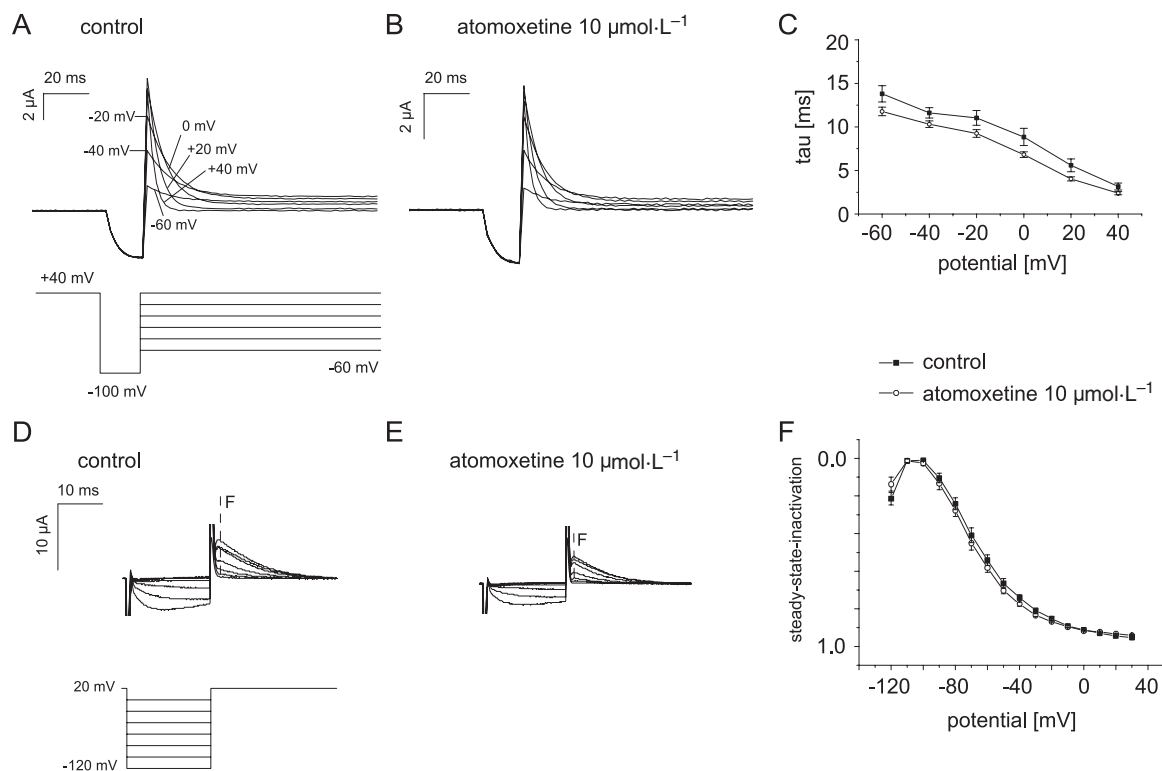 A control
20 ms
2 µA
-20 mV
-40 mV
0 mV
+20 mV
+40 mV
-60 mV
+40 mV
-60 mV
-100 mV
B atomoxetine 10 µmol·L⁻¹
20 ms
2 µA
C
20
15
10
5
0
tau [ms]
-60 -40 -20 0 20 40
potential [mV]
control
atomoxetine 10 µmol·L⁻¹
D
control
10 ms
10 µA
F
20 mV
-120 mV
E
atomoxetine 10 µmol·L⁻¹
F
F
0.0
1.0
steady-state-inactivation
-120 -80 -40 0 40
potential [mV]